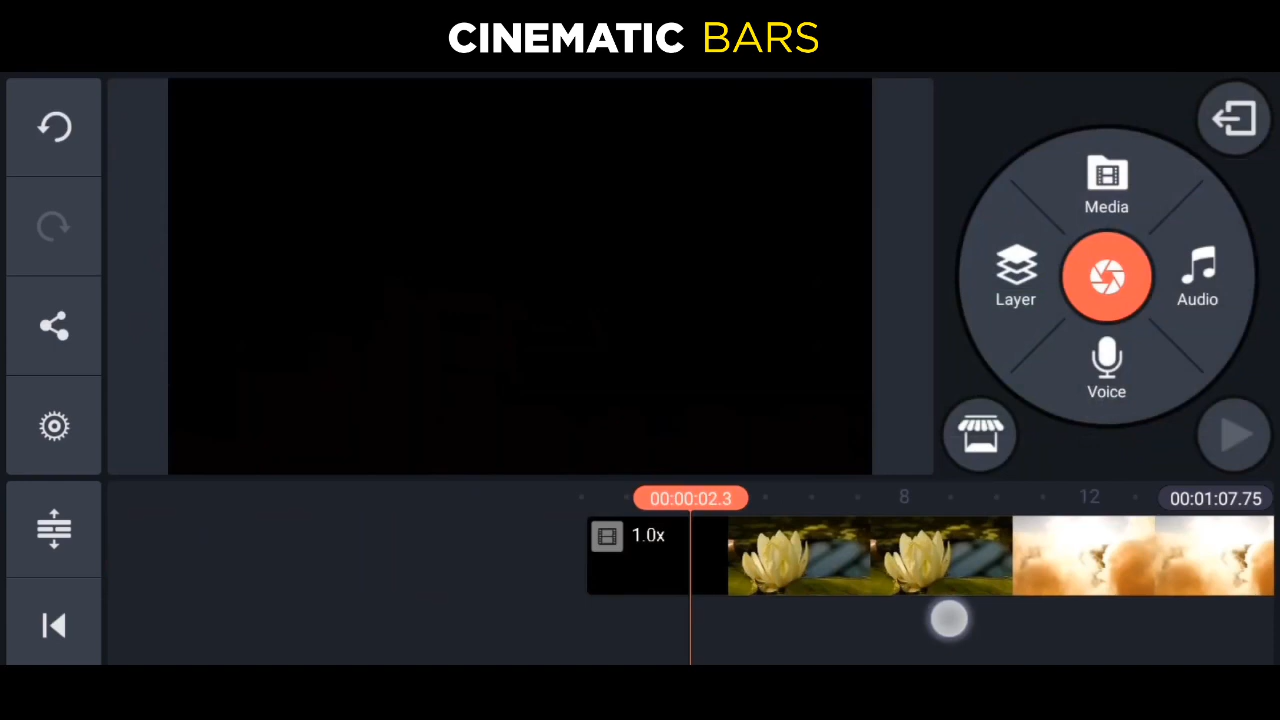 CINEMATIC BARS
Media
Layer
Audio
Voice
00:00:02.3
8
12
00:01:07.75
1.0x